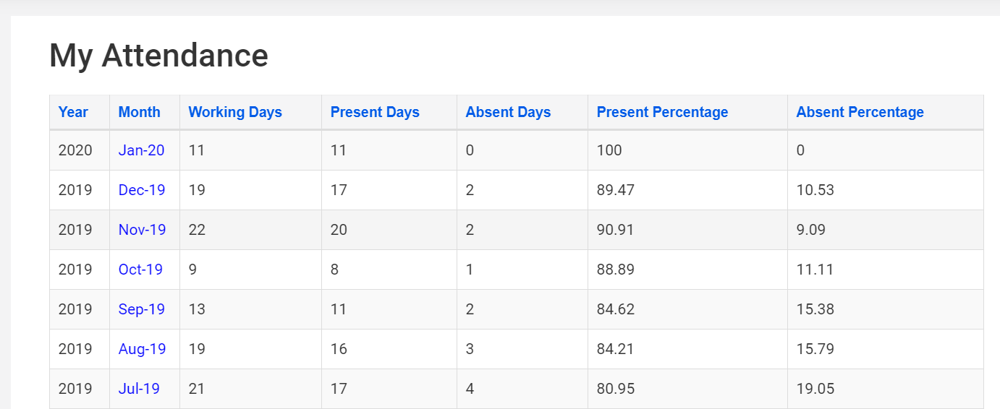 My Attendance
Year Month Working Days Present Days Absent Days Present Percentage Absent Percentage
2020 Jan-20 11 11 0 100 0
2019 Dec-19 19 17 2 89.47 10.53
2019 Nov-19 22 20 2 90.91 9.09
2019 Oct-19 9 8 1 88.89 11.11
2019 Sep-19 13 11 2 84.62 15.38
2019 Aug-19 19 16 3 84.21 15.79
2019 Jul-19 21 17 4 80.95 19.05